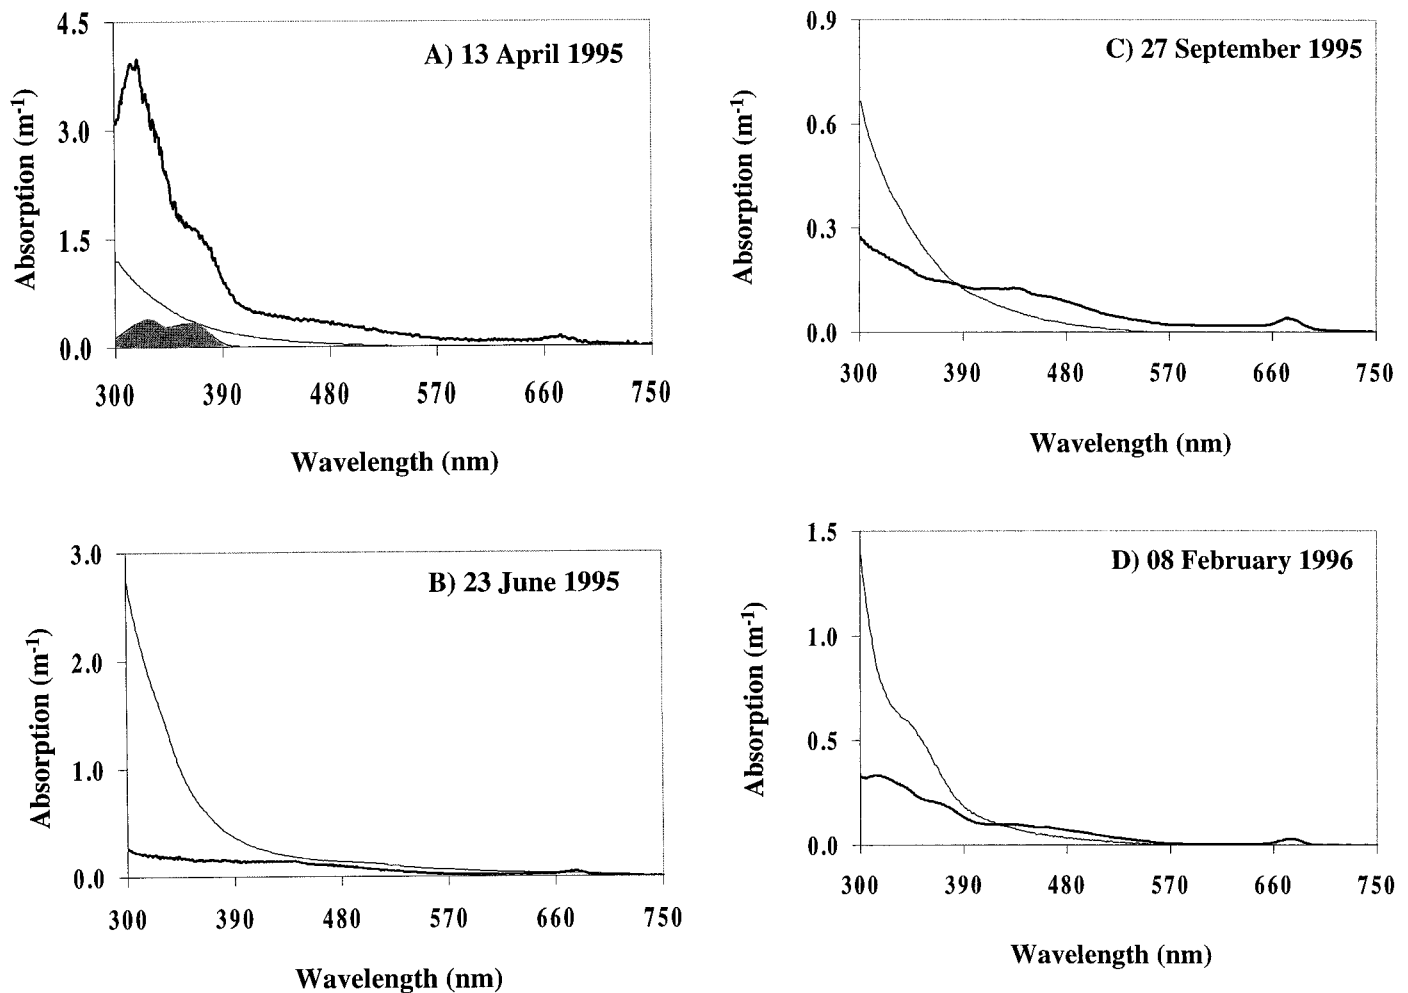 A) 13 April 1995
Absorption (m-1)
4.5
3.0
1.5
0.0
300 390 480 570 660 750
Wavelength (nm)
C) 27 September 1995
Absorption (m-1)
0.9
0.6
0.3
0.0
300 390 480 570 660 750
Wavelength (nm)
B) 23 June 1995
Absorption (m-1)
3.0
2.0
1.0
0.0
300 390 480 570 660 750
Wavelength (nm)
D) 08 February 1996
Absorption (m-1)
1.5
1.0
0.5
0.0
300 390 480 570 660 750
Wavelength (nm)